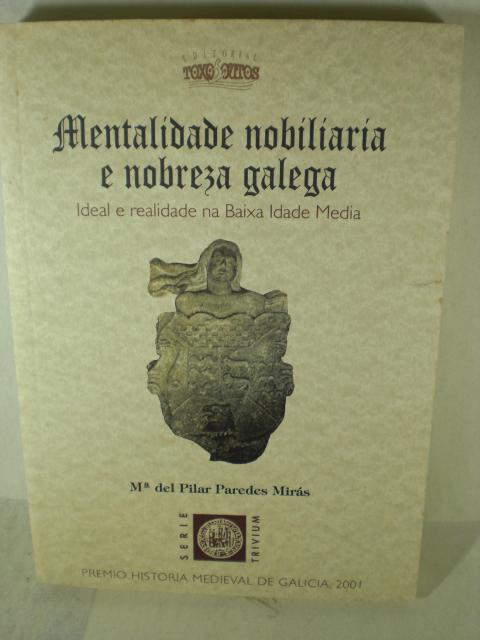 EDITORIAL
TOXOSOUTOS
Mentalidade nobiliaria
e nobreza galega
Ideal e realidade na Baixa Idade Media
Mª del Pilar Paredes Mirás
SERIE
TRIVIUM
PREMIO HISTORIA MEDIEVAL DE GALICIA, 2001